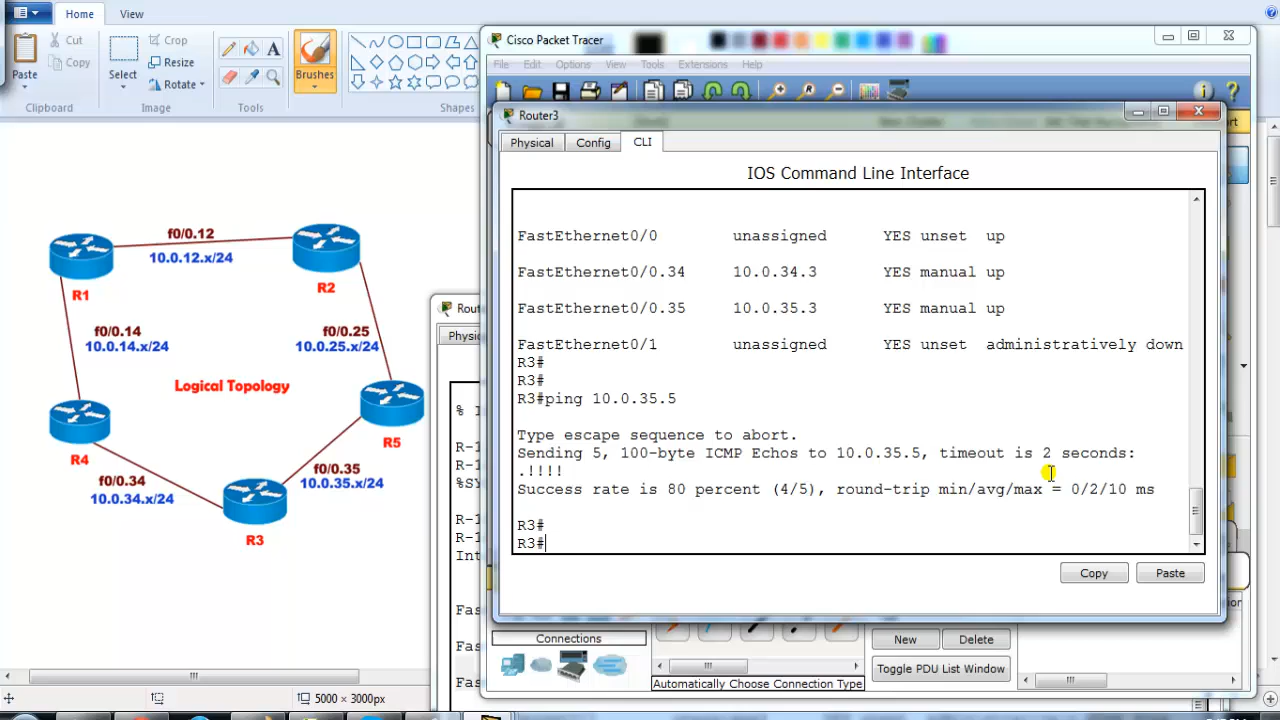 Home
View
Paste
Cut
Copy
Select
Crop
Resize
Rotate
Brushes
Clipboard
Image
Tools
Shapes
f0/0.12
10.0.12.x/24
R1
R2
f0/0.14
10.0.14.x/24
f0/0.25
10.0.25.x/24
Logical Topology
R4
R5
f0/0.34
10.0.34.x/24
f0/0.35
10.0.35.x/24
R3
5000 × 3000px
Cisco Packet Tracer
File Edit Options View Tools Extensions Help
Router3
Physical Config CLI
IOS Command Line Interface
FastEthernet0/0 unassigned YES unset up
FastEthernet0/0.34 10.0.34.3 YES manual up
FastEthernet0/0.35 10.0.35.3 YES manual up
FastEthernet0/1 unassigned YES unset administratively down
R3#
R3#
R3#ping 10.0.35.5
Type escape sequence to abort.
Sending 5, 100-byte ICMP Echos to 10.0.35.5, timeout is 2 seconds:
.!!!!
Success rate is 80 percent (4/5), round-trip min/avg/max = 0/2/10 ms
R3#
R3#
Copy Paste
Connections
Automatically Choose Connection Type
New Delete
Toggle PDU List Window
R-1
R-1
R-1
R-1